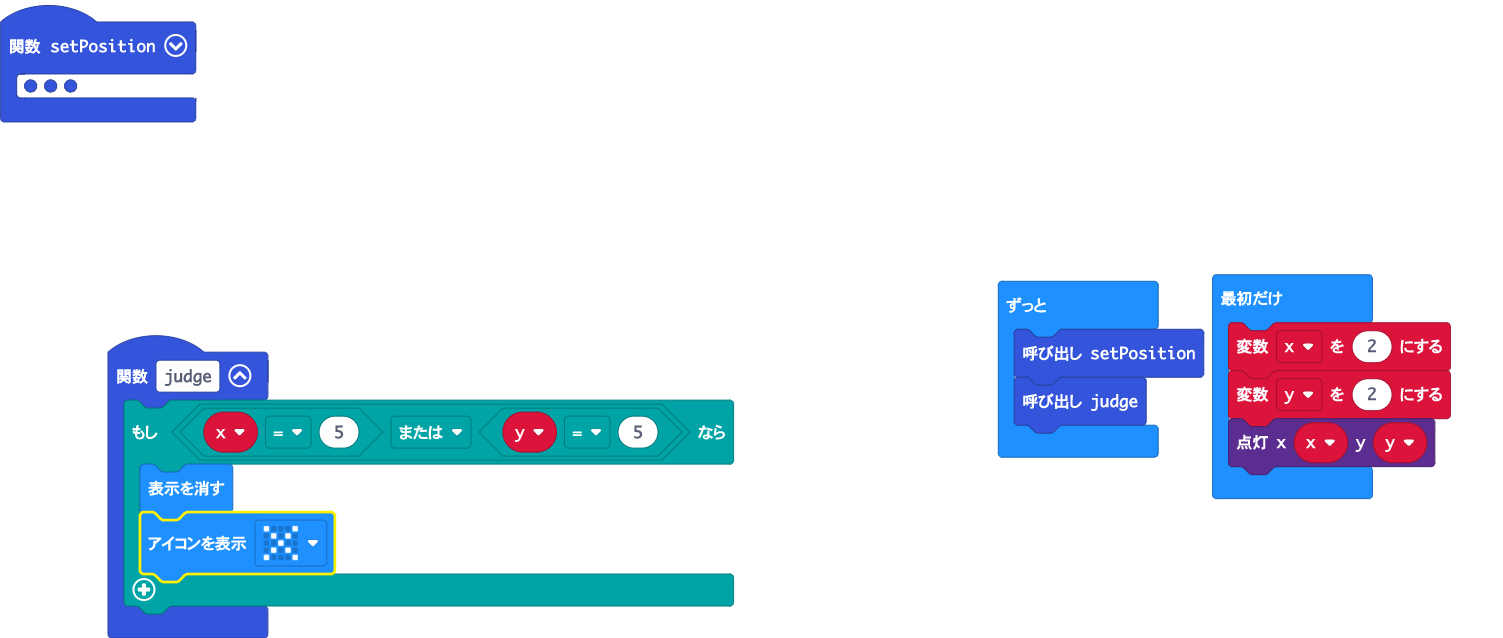 関数 setPosition
関数 judge
もし x = 5 または y = 5 なら
表示を消す
アイコンを表示
ずっと
呼び出し setPosition
呼び出し judge
最初だけ
変数 x を 2 にする
変数 y を 2 にする
点灯 x x y y